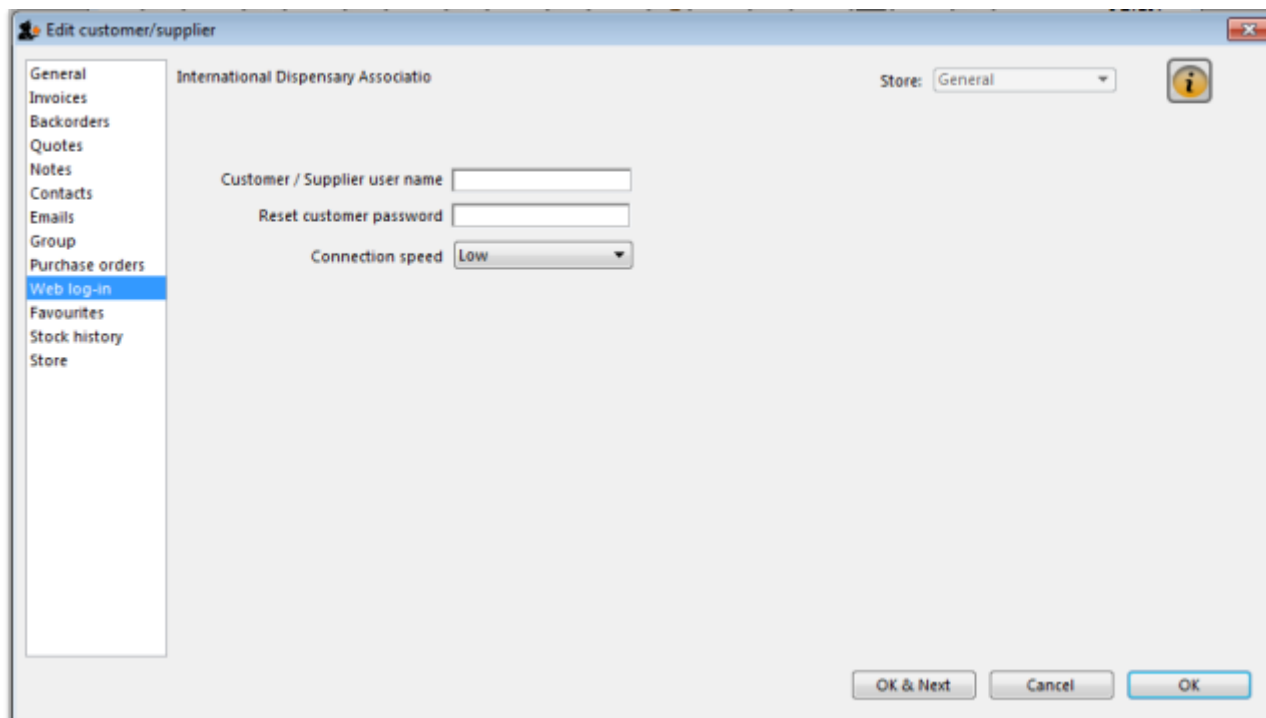 Edit customer/supplier
General
Invoices
Backorders
Quotes
Notes
Contacts
Emails
Group
Purchase orders
Web log-in
Favourites
Stock history
Store
International Dispensary Associatio
Store: General
Customer / Supplier user name
Reset customer password
Connection speed Low
OK & Next Cancel OK